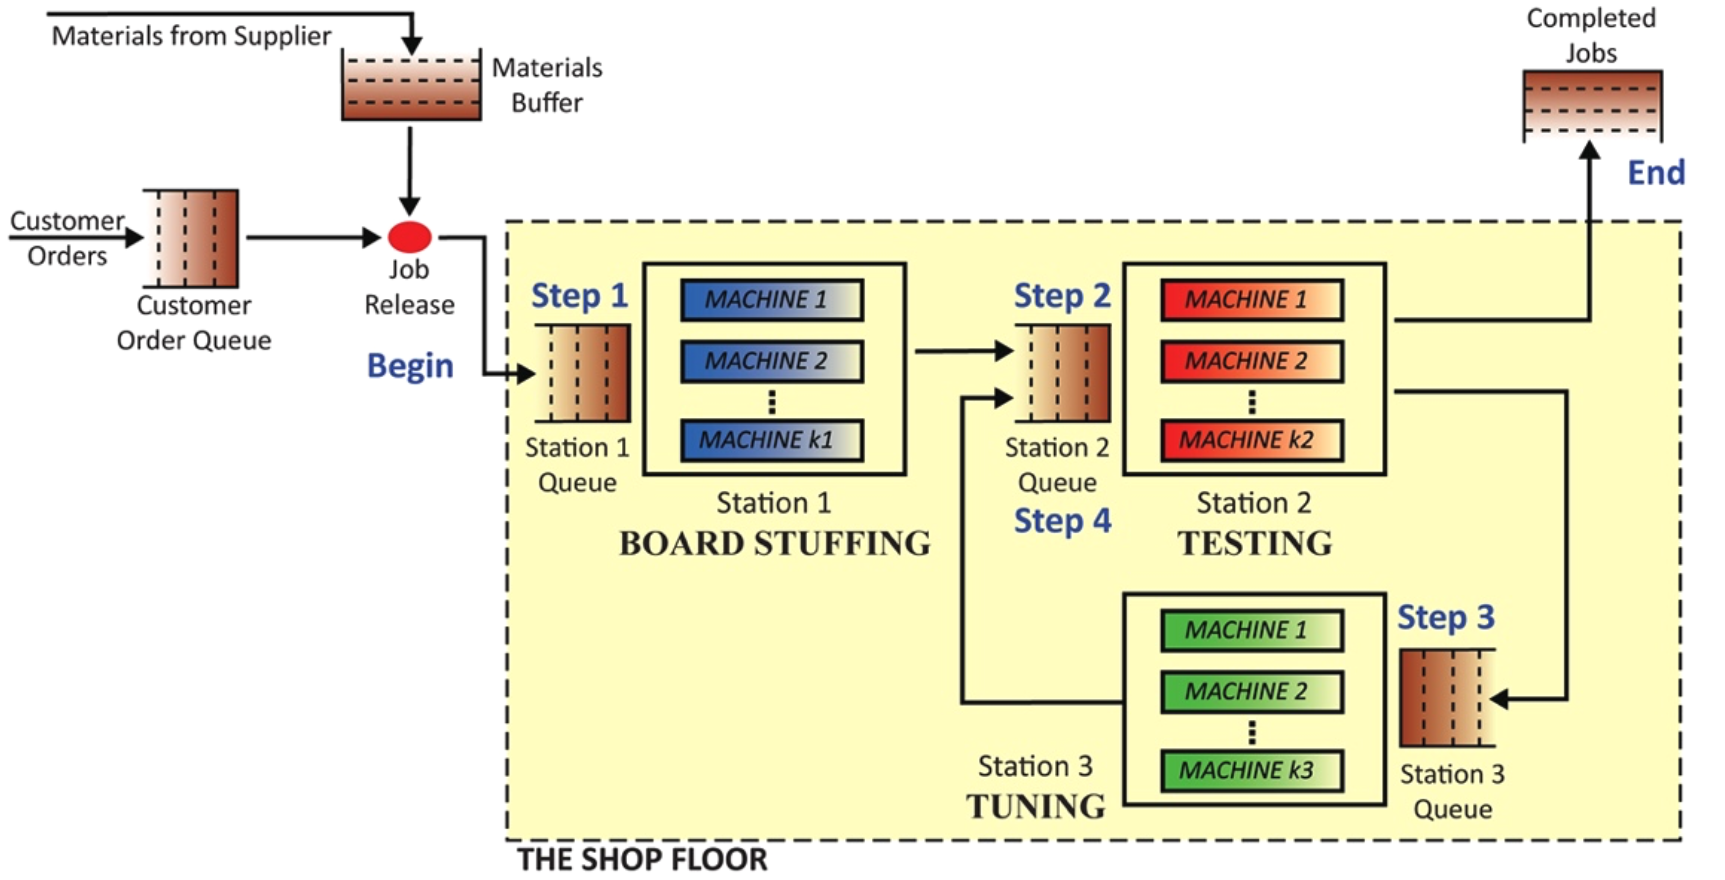 Materials from Supplier
Materials
Buffer
Completed
Jobs
End
Customer
Orders
Customer
Order Queue
Job
Release
Begin
Step 1
Station 1
Queue
MACHINE 1
MACHINE 2
MACHINE k1
Station 1
BOARD STUFFING
Step 2
Station 2
Queue
Step 4
MACHINE 1
MACHINE 2
MACHINE k2
Station 2
TESTING
Step 3
Station 3
Queue
MACHINE 1
MACHINE 2
MACHINE k3
Station 3
TUNING
THE SHOP FLOOR